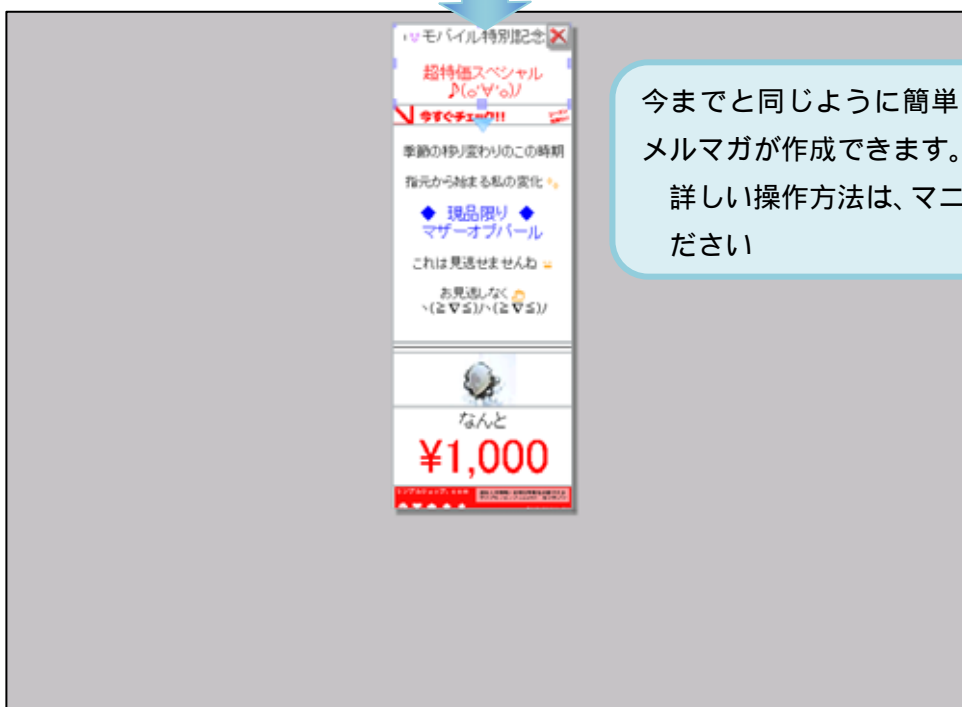 モバイル特別記念
超特価スペシャル
♪(o'∀'o)ﾉ
今すぐチェック!!
季節の移り変わりのこの時期
指元から始まる私の変化
◆ 現品限り ◆
マザーオブパール
これは見逃せませんね
お見逃しなく
ヽ(≧∇≦)ﾉヽ(≧∇≦)ﾉ
なんと
¥1,000
今までと同じように簡単
メルマガが作成できます。
詳しい操作方法は、マニ
ださい